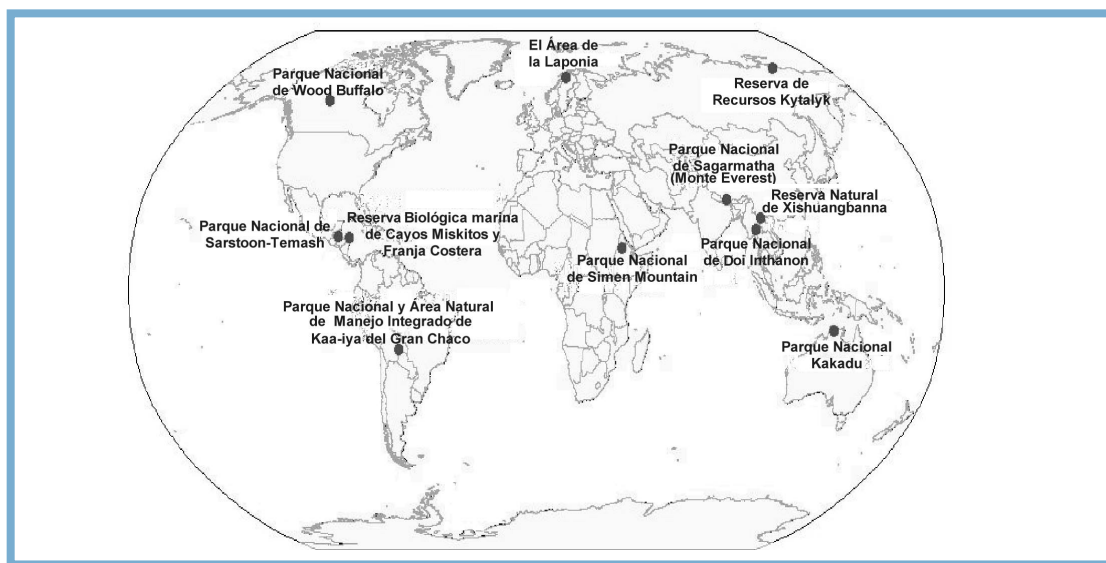 El Área de
la Laponia
Parque Nacional
de Wood Buffalo
Reserva de
Recursos Kytalyk
Parque Nacional
de Sagarmatha
(Monte Everest)
Reserva Natural
de Xishuangbanna
Parque Nacional de
Sarstoon-Temash
Reserva Biológica marina
de Cayos Miskitos y
Franja Costera
Parque Nacional
de Doi Inthanon
Parque Nacional
de Simen Mountain
Parque Nacional y Área Natural
de Manejo Integrado de
Kaa-iya del Gran Chaco
Parque Nacional
Kakadu